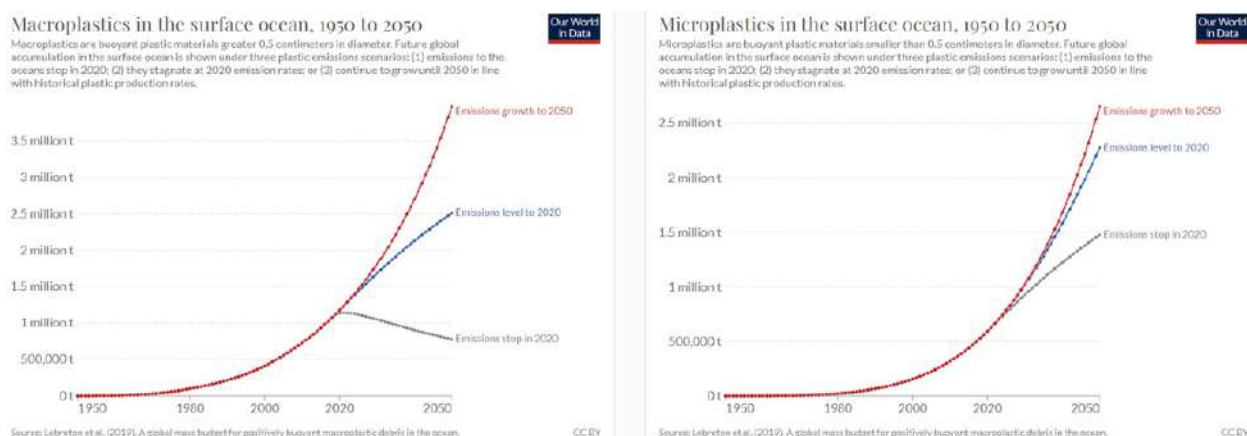 Macroplastics in the surface ocean, 1950 to 2050
Our World
in Data
Macroplastics are buoyant plastic materials greater 0.5 centimeters in diameter. Future global
accumulation in the surface ocean is shown under three plastic emissions scenarios: (1) emissions to the
oceans stop in 2020; (2) they stagnate at 2020 emission rates; or (3) continue to grow until 2050 in line
with historical plastic production rates.
Emissions growth to 2050
3.5 million t
3 million t
2.5 million t
Emissions level to 2020
2 million t
1.5 million t
1 million t
Emissions stop in 2020
500,000 t
0 t
1950
1980
2000
2020
2050
Source: Lebreton et al. (2019). A global mass budget for positively buoyant macroplastic debris in the ocean.
CC BY
Microplastics in the surface ocean, 1950 to 2050
Our World
in Data
Microplastics are buoyant plastic materials smaller than 0.5 centimeters in diameter. Future global
accumulation in the surface ocean is shown under three plastic emissions scenarios: (1) emissions to the
oceans stop in 2020; (2) they stagnate at 2020 emission rates; or (3) continue to grow until 2050 in line
with historical plastic production rates.
Emissions growth to 2050
2.5 million t
Emissions level to 2020
2 million t
1.5 million t
Emissions stop in 2020
1 million t
500,000 t
0 t
1950
1980
2000
2020
2050
Source: Lebreton et al. (2019). A global mass budget for positively buoyant macroplastic debris in the ocean.
CC BY